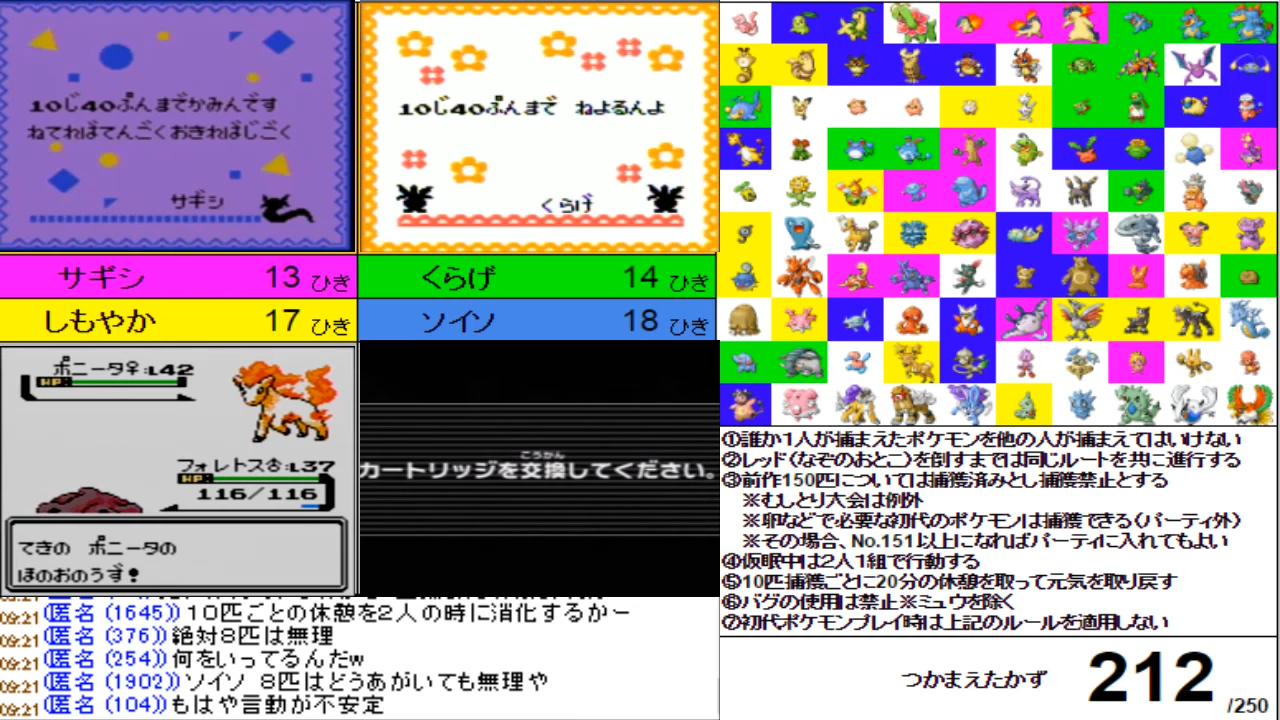 10じ40ぷんまでかみんです
ねてればてんごくおきればじごく
サギシ
10じ40ぷんまで ねよるんよ
くらげ
サギシ 13 ひき
くらげ 14 ひき
しもやか 17 ひき
ソイソ 18 ひき
ポニータ♀:L42
HP:
フォレトス♂:L37
HP:
116/116
てきの ポニータの
ほのおのうず!
こうかん
カートリッジを交換してください。
09:21 (匿名 (1645)) 10匹ごとの休憩を2人の時に消化するかー
09:21 (匿名 (376)) 絶対8匹は無理
09:21 (匿名 (254)) 何をいってるんだw
09:21 (匿名 (1902)) ソイソ 8匹はどうあがいても無理や
09:21 (匿名 (104)) もはや言動が不安定
①誰か1人が捕まえたポケモンを他の人が捕まえてはいけない
②レッド(なぞのおとこ)を倒すまでは同じルートを共に進行する
③前作150匹については捕獲済みとし捕獲禁止とする
※むしとり大会は例外
※卵などで必要な初代のポケモンは捕獲できる(パーティ外)
※その場合、No.151以上になればパーティに入れてもよい
④仮眠中は2人1組で行動する
⑤10匹捕獲ごとに20分の休憩を取って元気を取り戻す
⑥バグの使用は禁止※ミュウを除く
⑦初代ポケモンプレイ時は上記のルールを適用しない
つかまえたかず 212 /250